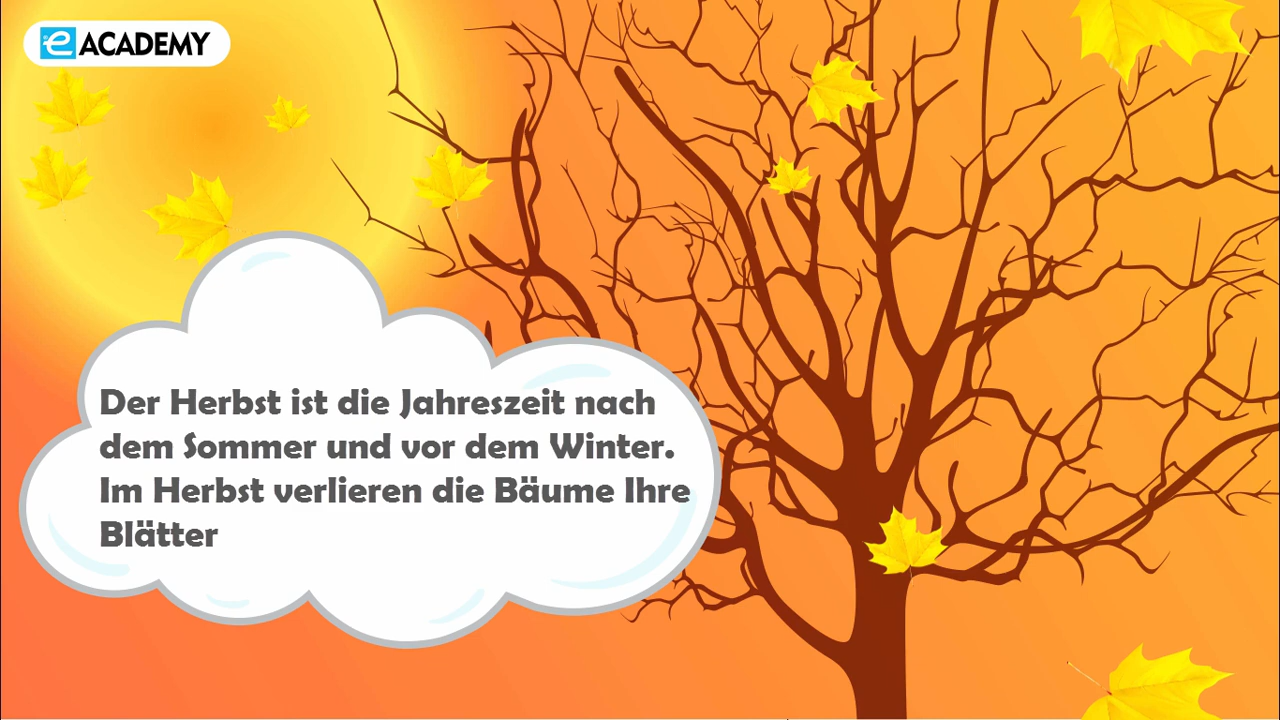 e ACADEMY
Der Herbst ist die Jahreszeit nach
dem Sommer und vor dem Winter.
Im Herbst verlieren die Bäume Ihre
Blätter